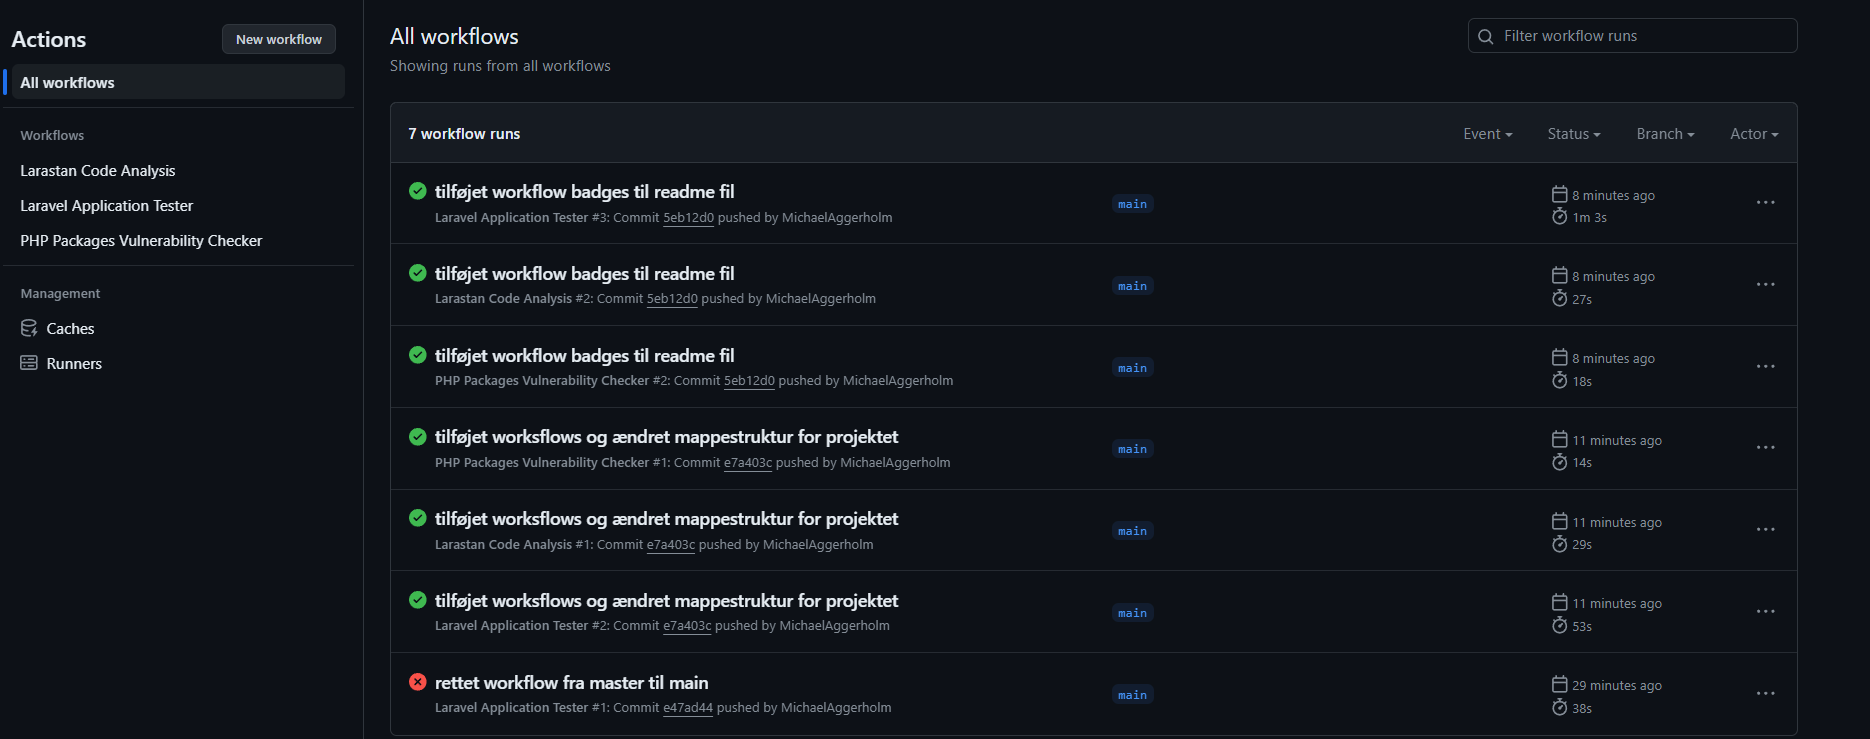 Actions
New workflow
All workflows
Workflows
Larastan Code Analysis
Laravel Application Tester
PHP Packages Vulnerability Checker
Management
Caches
Runners
All workflows
Showing runs from all workflows
Filter workflow runs
7 workflow runs
Event
Status
Branch
Actor
tilføjet workflow badges til readme fil
Laravel Application Tester #3: Commit 5eb12d0 pushed by MichaelAggerholm
main
8 minutes ago
1m 3s
tilføjet workflow badges til readme fil
Larastan Code Analysis #2: Commit 5eb12d0 pushed by MichaelAggerholm
main
8 minutes ago
27s
tilføjet workflow badges til readme fil
PHP Packages Vulnerability Checker #2: Commit 5eb12d0 pushed by MichaelAggerholm
main
8 minutes ago
18s
tilføjet worksflows og ændret mappestruktur for projektet
PHP Packages Vulnerability Checker #1: Commit e7a403c pushed by MichaelAggerholm
main
11 minutes ago
14s
tilføjet worksflows og ændret mappestruktur for projektet
Larastan Code Analysis #1: Commit e7a403c pushed by MichaelAggerholm
main
11 minutes ago
29s
tilføjet worksflows og ændret mappestruktur for projektet
Laravel Application Tester #2: Commit e7a403c pushed by MichaelAggerholm
main
11 minutes ago
53s
rettet workflow fra master til main
Laravel Application Tester #1: Commit e47ad44 pushed by MichaelAggerholm
main
29 minutes ago
38s